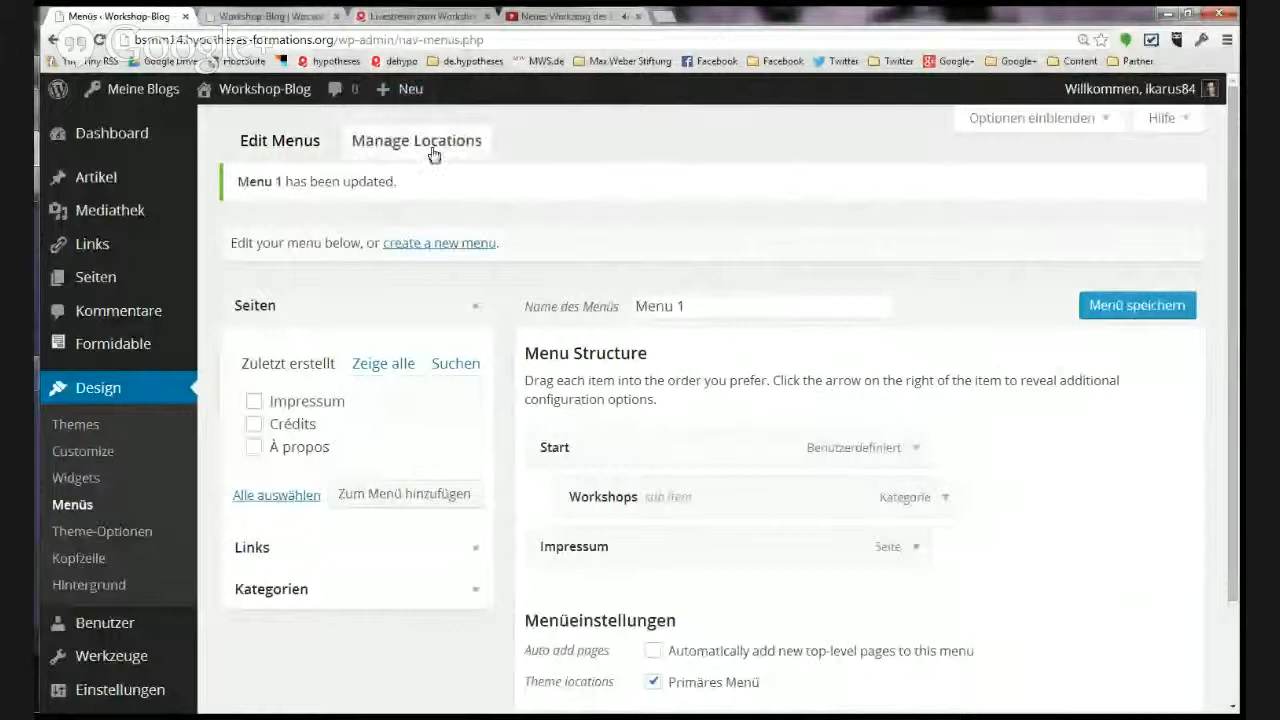 Menüs ‹ Workshop-Blog
Workshop-Blog |
Livestream zum Workshop
Neues Werkzeug des
Google+
bsmm14.hypotheses-formations.org/wp-admin/nav-menus.php
Tiny RSS
Google Drive
HootSuite
hypotheses
dehypo
de.hypotheses
MWS.de
Max Weber Stiftung
Facebook
Facebook
Twitter
Twitter
Google+
Google+
Content
Partner
Meine Blogs
Workshop-Blog
0
Neu
Willkommen, ikarus84
Optionen einblenden
Hilfe
Dashboard
Artikel
Mediathek
Links
Seiten
Kommentare
Formidable
Design
Themes
Customize
Widgets
Menüs
Theme-Optionen
Kopfzeile
Hintergrund
Benutzer
Werkzeuge
Einstellungen
Edit Menus
Manage Locations
Menu 1 has been updated.
Edit your menu below, or create a new menu.
Seiten
Zuletzt erstellt
Zeige alle
Suchen
Impressum
Crédits
À propos
Alle auswählen
Zum Menü hinzufügen
Links
Kategorien
Name des Menüs
Menu 1
Menü speichern
Menu Structure
Drag each item into the order you prefer. Click the arrow on the right of the item to reveal additional
configuration options.
Start
Benutzerdefiniert
Workshops sub item
Kategorie
Impressum
Seite
Menüeinstellungen
Auto add pages
Automatically add new top-level pages to this menu
Theme locations
Primäres Menü